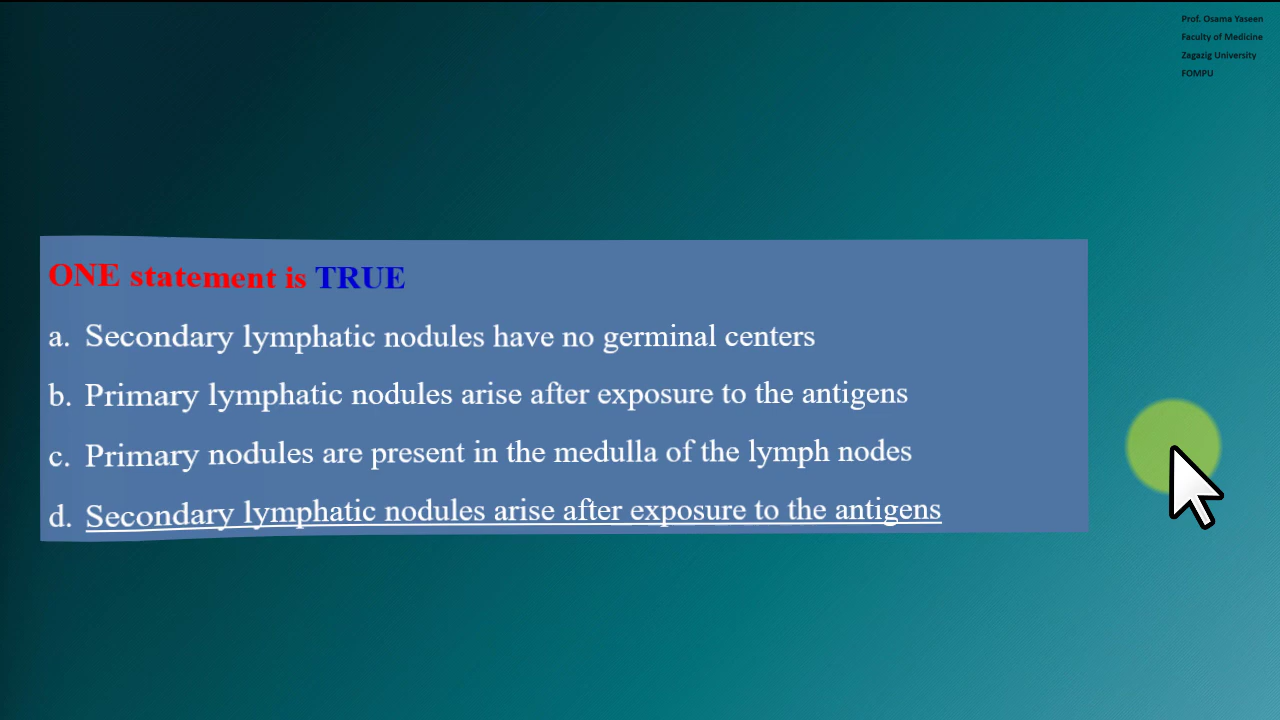 Prof. Osama Yaseen
Faculty of Medicine
Zagazig University
FOMPU
ONE statement is TRUE
a. Secondary lymphatic nodules have no germinal centers
b. Primary lymphatic nodules arise after exposure to the antigens
c. Primary nodules are present in the medulla of the lymph nodes
d. Secondary lymphatic nodules arise after exposure to the antigens